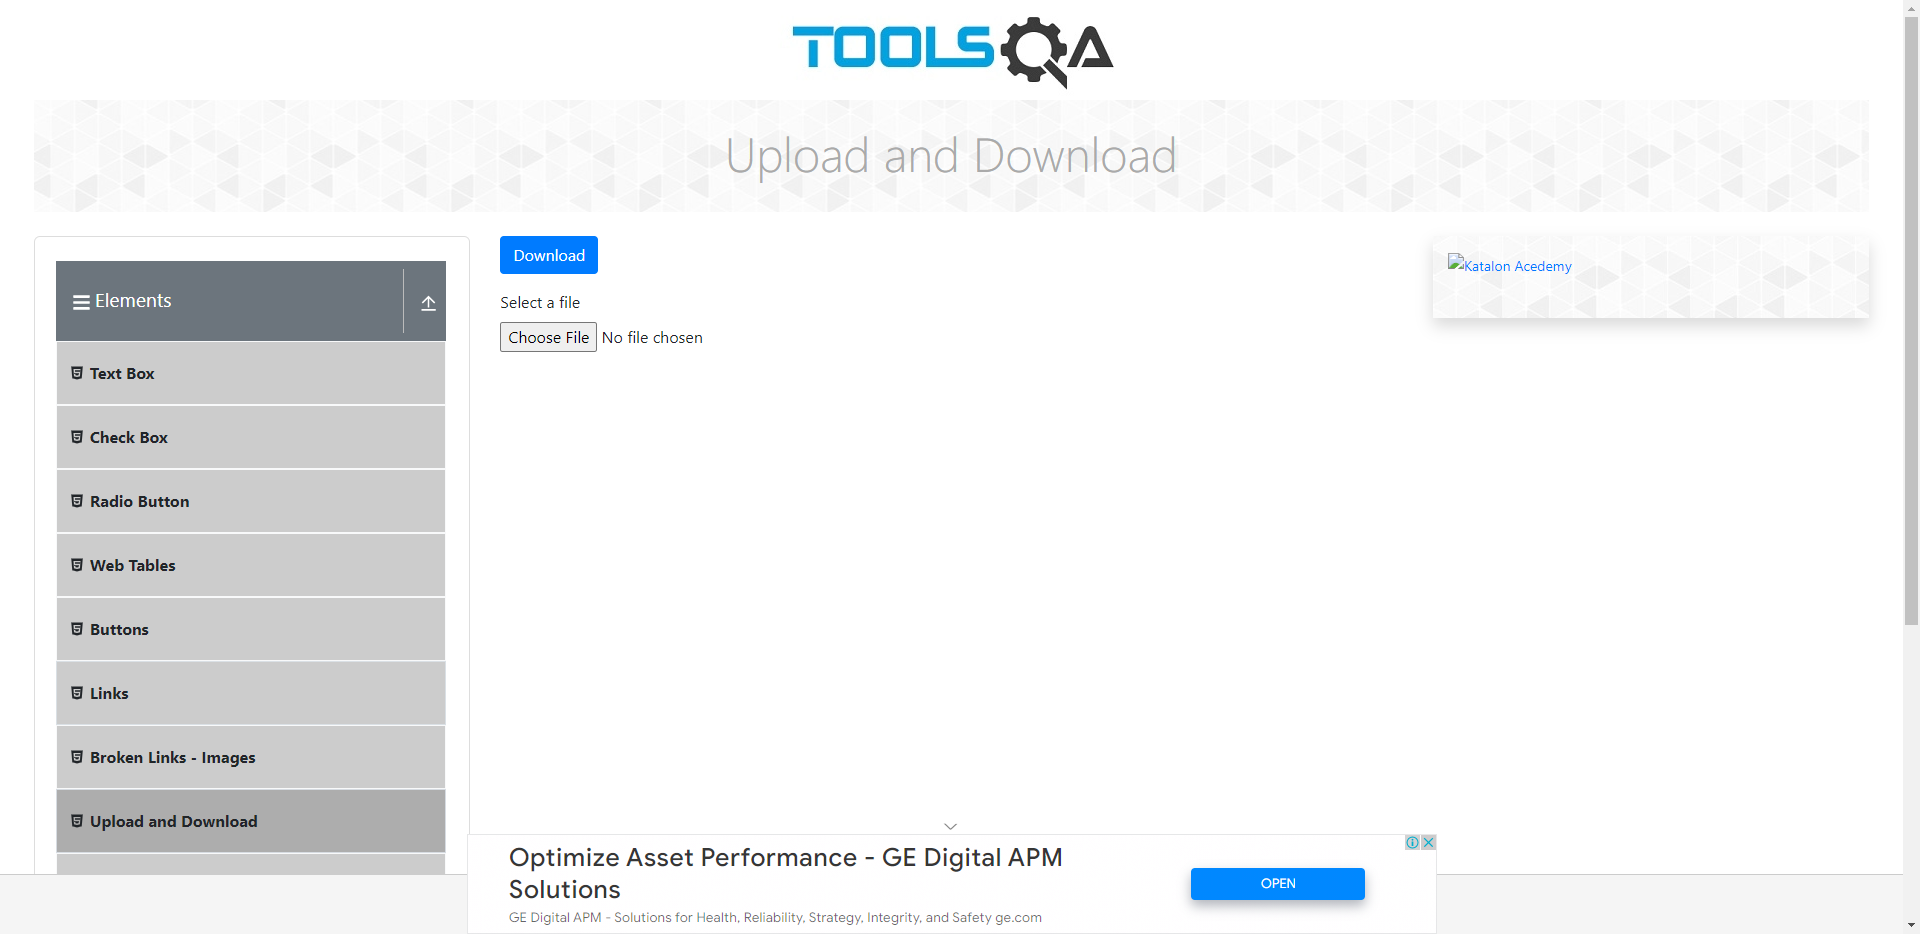 TOOLSQA
Upload and Download
Elements
Text Box
Check Box
Radio Button
Web Tables
Buttons
Links
Broken Links - Images
Upload and Download
Download
Select a file
Choose File No file chosen
Katalon Acedemy
Optimize Asset Performance - GE Digital APM
Solutions
GE Digital APM - Solutions for Health, Reliability, Strategy, Integrity, and Safety ge.com
OPEN